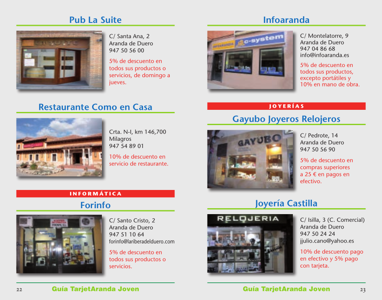 Pub La Suite
C/ Santa Ana, 2
Aranda de Duero
947 50 56 00
5% de descuento en
todos sus productos o
servicios, de domingo a
jueves.
Restaurante Como en Casa
Crta. N-I, km 146,700
Milagros
947 54 89 01
10% de descuento en
servicio de restaurante.
INFORMÁTICA
Forinfo
C/ Santo Cristo, 2
Aranda de Duero
947 51 10 64
forinfo@lariberadelduero.com
5% de descuento en
todos sus productos o
servicios.
22
Guía TarjetAranda Joven
Infoaranda
C/ Montelatorre, 9
Aranda de Duero
947 04 86 68
info@infoaranda.es
5% de descuento en
todos sus productos,
excepto portátiles y
10% en mano de obra.
system
JOYERÍAS
Gayubo Joyeros Relojeros
GAYUBO
C/ Pedrote, 14
Aranda de Duero
947 50 56 90
5% de descuento en
compras superiores
a 25 € en pagos en
efectivo.
Joyería Castilla
RELOJERIA
C/ Isilla, 3 (C. Comercial)
Aranda de Duero
947 50 24 24
jjulio.cano@yahoo.es
10% de descuento pago
en efectivo y 5% pago
con tarjeta.
Guía TarjetAranda Joven
23